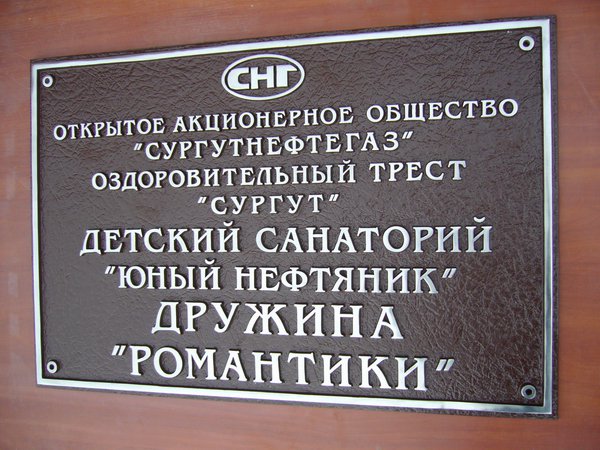 СНГ
ОТКРЫТОЕ АКЦИОНЕРНОЕ ОБЩЕСТВО
"СУРГУТНЕФТЕГАЗ"
ОЗДОРОВИТЕЛЬНЫЙ ТРЕСТ
"СУРГУТ"
ДЕТСКИЙ САНАТОРИЙ
"ЮНЫЙ НЕФТЯНИК"
ДРУЖИНА
"РОМАНТИКИ"